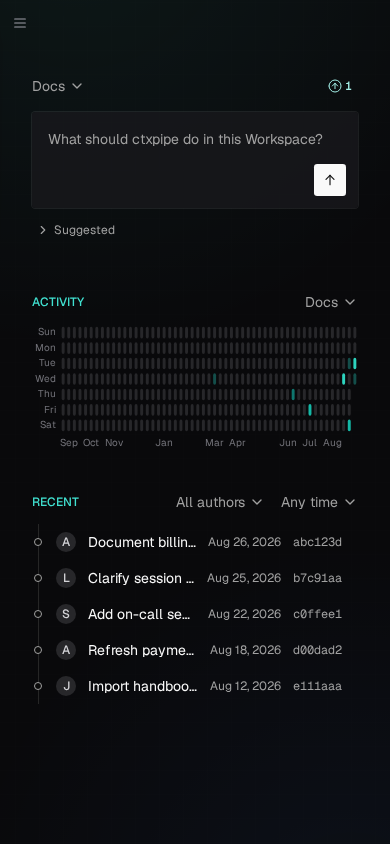 Docs 1
What should ctxpipe do in this Workspace?
Suggested
ACTIVITY Docs
Sun
Mon
Tue
Wed
Thu
Fri
Sat
Sep Oct Nov Jan Mar Apr Jun Jul Aug
RECENT All authors Any time
A Document billin... Aug 26, 2026 abc123d
L Clarify session ... Aug 25, 2026 b7c91aa
S Add on-call se... Aug 22, 2026 c0ffee1
A Refresh payme... Aug 18, 2026 d00dad2
J Import handboo... Aug 12, 2026 e111aaa